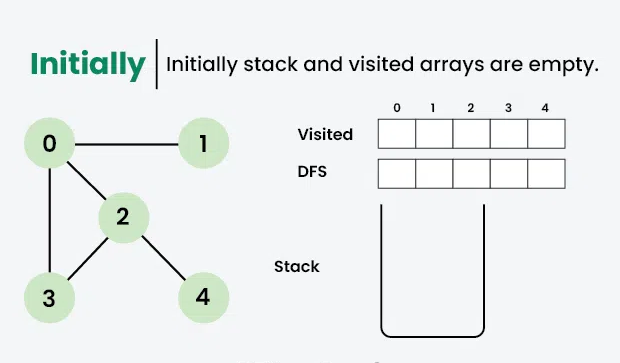 Initially
Initially stack and visited arrays are empty.
0 1 2 3 4
Visited
DFS
0 1
2
3 4
Stack